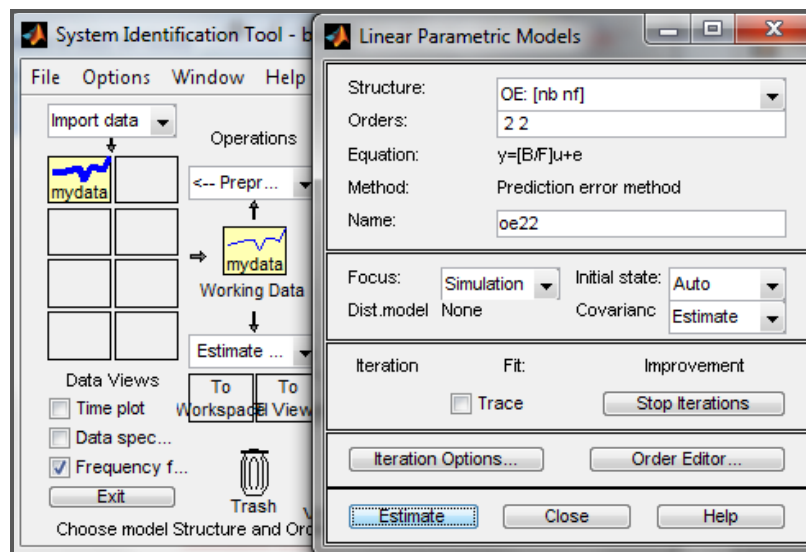 System Identification Tool - b
File Options Window Help
Import data
Operations
mydata
<-- Prepr...
mydata
Working Data
Estimate ...
Data Views
To
Workspace
To
View
Time plot
Data spec...
Frequency f...
Exit
Trash
Choose model Structure and Ord
Linear Parametric Models
Structure: OE: [nb nf]
Orders: 2 2
Equation: y=[B/F]u+e
Method: Prediction error method
Name: oe22
Focus: Simulation Initial state: Auto
Dist.model None Covarianc Estimate
Iteration Fit: Improvement
Trace Stop Iterations
Iteration Options... Order Editor...
Estimate Close Help